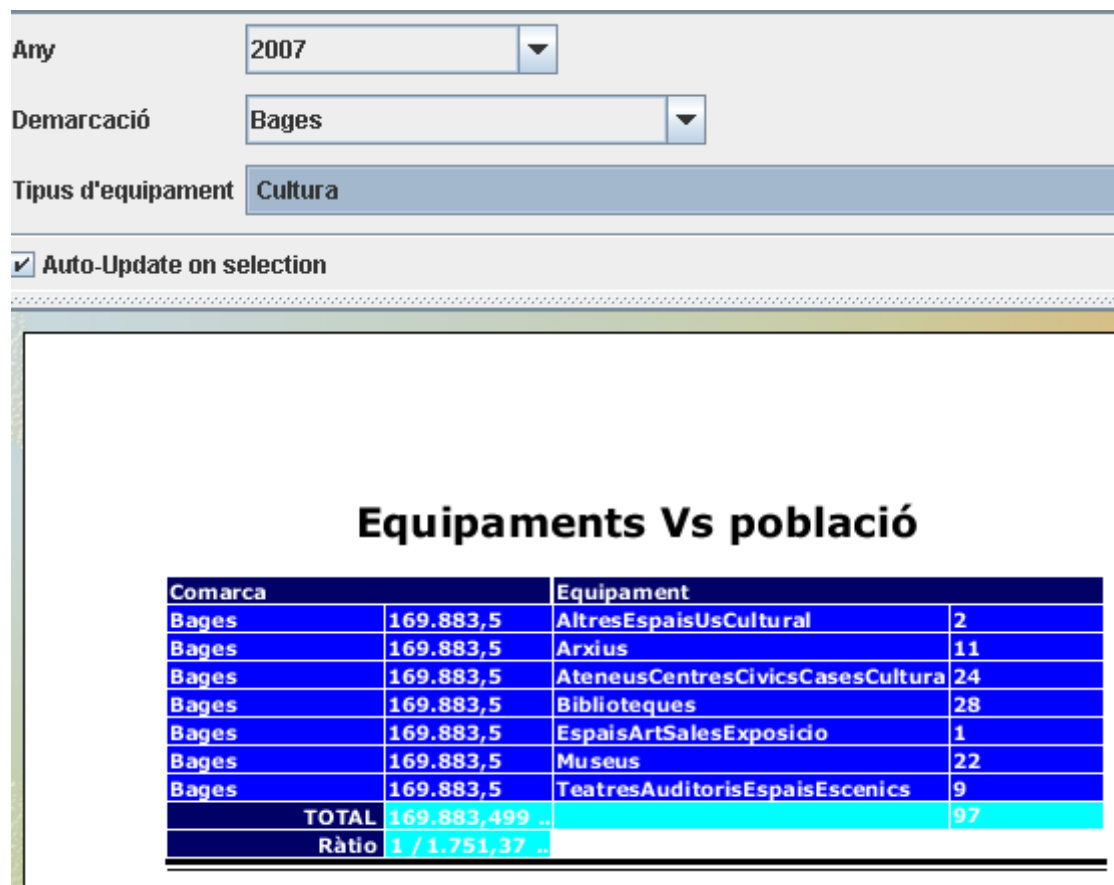 Any 2007
Demarcació Bages
Tipus d'equipament Cultura
Auto-Update on selection
Equipaments Vs població
Comarca Equipament
Bages 169.883,5 AltresEspaisUsCultural 2
Bages 169.883,5 Arxius 11
Bages 169.883,5 AteneusCentresCivicsCasesCultura 24
Bages 169.883,5 Biblioteques 28
Bages 169.883,5 EspaisArtSalesExposicio 1
Bages 169.883,5 Museus 22
Bages 169.883,5 TeatresAuditorisEspaisEscenics 9
TOTAL 169.883,499 .. 97
Ràtio 1 / 1.751,37 ..